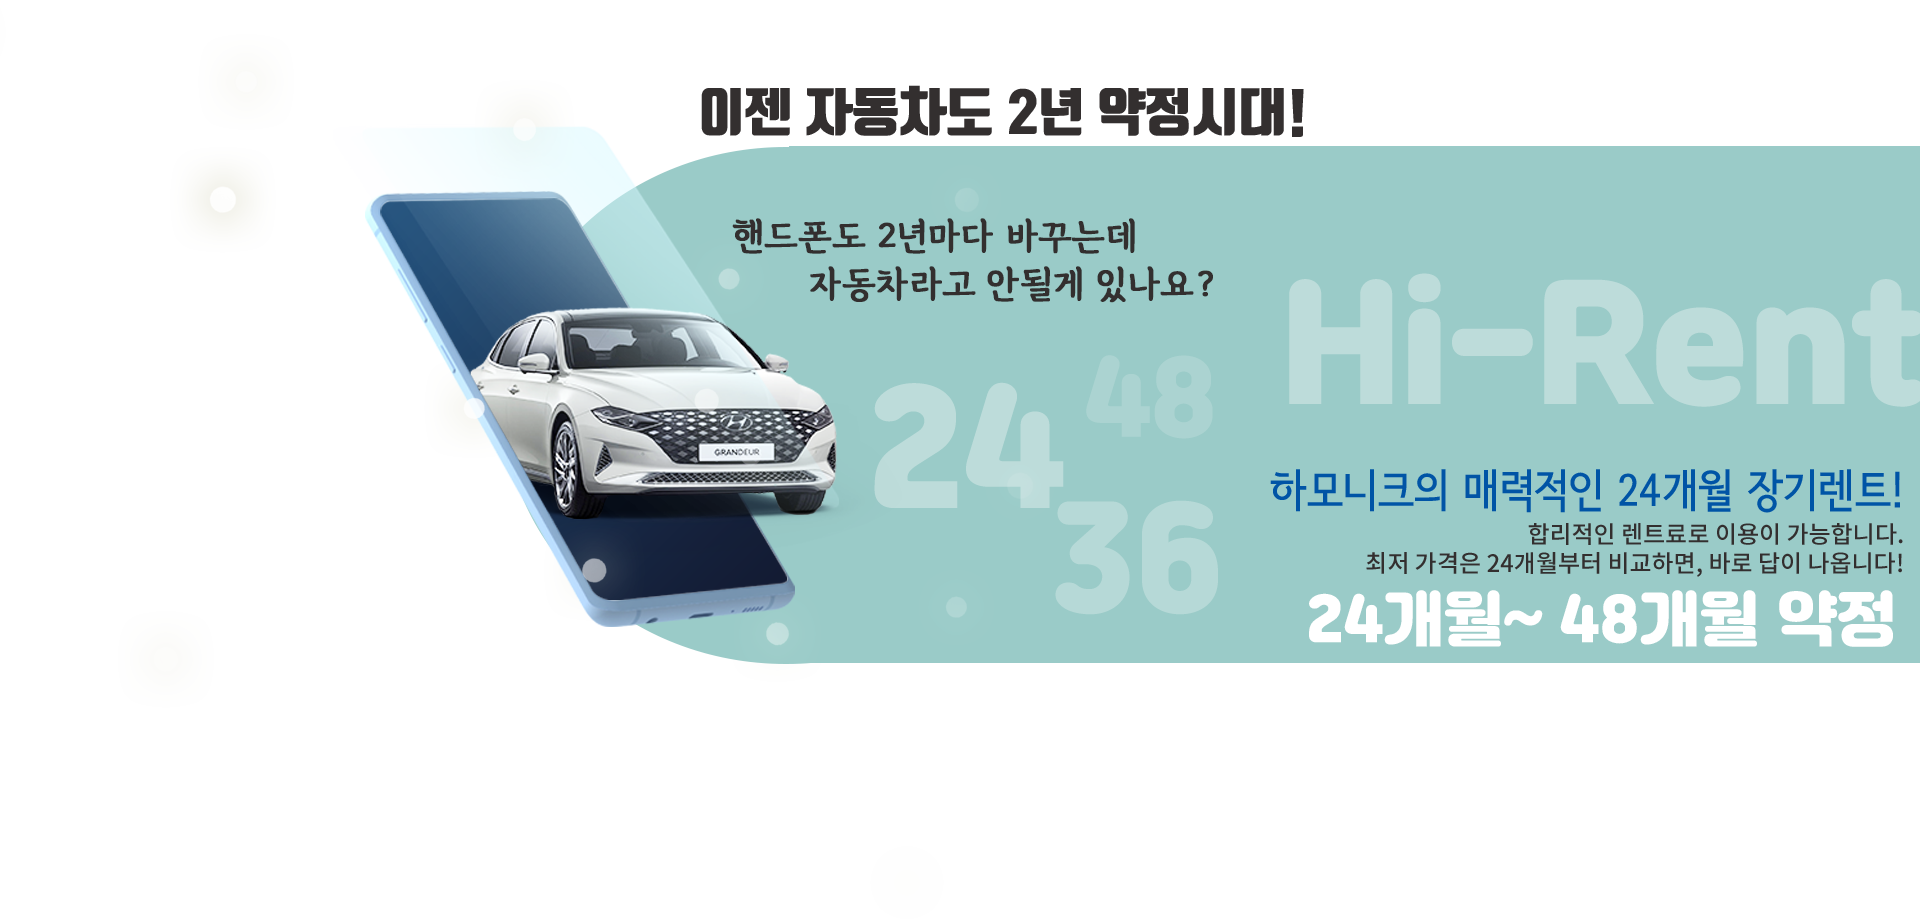 이젠 자동차도 2년 약정시대!
핸드폰도 2년마다 바꾸는데
자동차라고 안될게 있나요?
Hi-Rent
48
24
36
GRANDEUR
하모니크의 매력적인 24개월 장기렌트!
합리적인 렌트료로 이용이 가능합니다.
최저 가격은 24개월부터 비교하면, 바로 답이 나옵니다!
24개월~ 48개월 약정